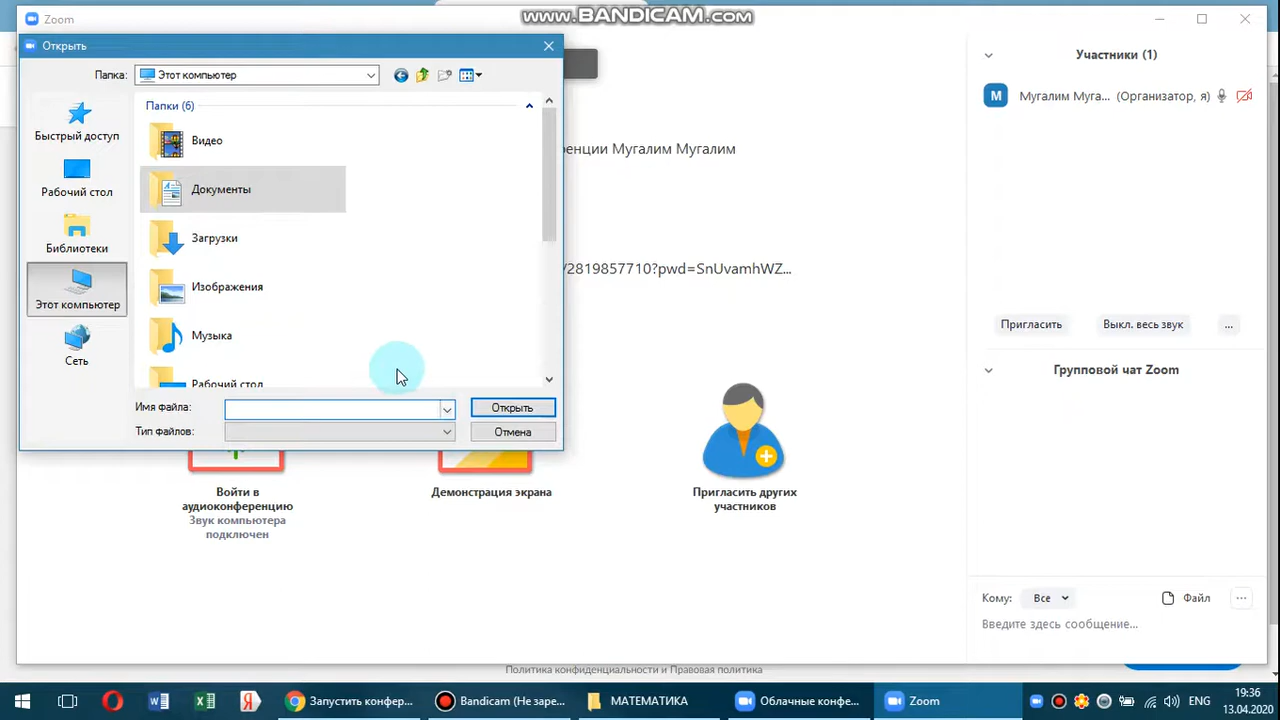 www.BANDICAM.com
Zoom
Открыть
Папка: Этот компьютер
Быстрый доступ
Рабочий стол
Библиотеки
Этот компьютер
Сеть
Папки (6)
Видео
Документы
Загрузки
Изображения
Музыка
Рабочий стол
Имя файла:
Открыть
Тип файлов:
Отмена
енции Мугалим Мугалим
/2819857710?pwd=SnUvamhWZ...
Войти в
аудиоконференцию
Звук компьютера
подключен
Демонстрация экрана
Пригласить других
участников
Участники (1)
М Мугалим Муга... (Организатор, я)
Пригласить
Выкл. весь звук
...
Групповой чат Zoom
Кому: Все
Файл
...
Введите здесь сообщение...
Политика конфиденциальности и Правовая политика
Запустить конфер...
Bandicam (Не заре...
МАТЕМАТИКА
Облачные конфе...
Zoom
ENG
19:36
13.04.2020